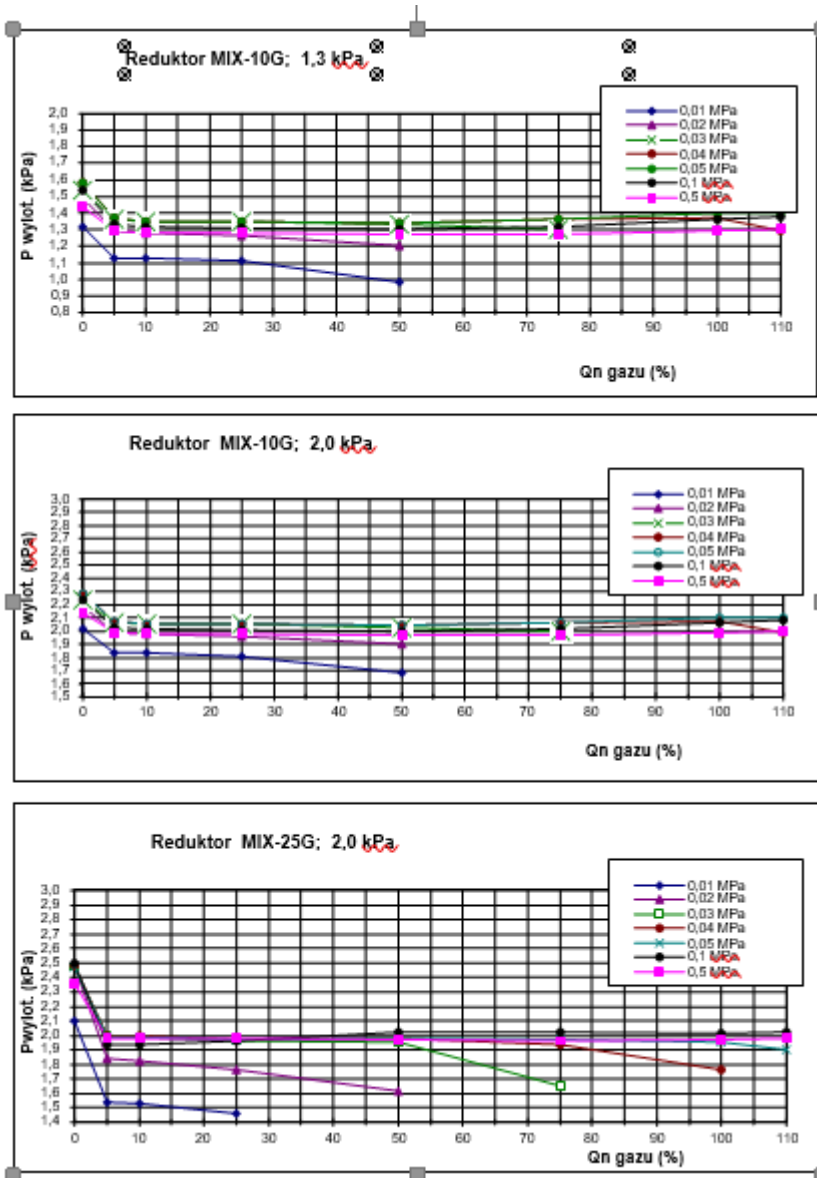 Reduktor MIX-10G; 1,3 kPa
0,01 MPa
0,02 MPa
0,03 MPa
0,04 MPa
0,05 MPa
0,1 MPa
0,5 MPa
P wylot. (kPa)
2,0
1,9
1,8
1,7
1,6
1,5
1,4
1,3
1,2
1,1
1,0
0,9
0,8
0 10 20 30 40 50 60 70 80 90 100 110
Qn gazu (%)
Reduktor MIX-10G; 2,0 kPa
0,01 MPa
0,02 MPa
0,03 MPa
0,04 MPa
0,05 MPa
0,1 MPa
0,5 MPa
P wylot. (kPa)
3,0
2,9
2,8
2,7
2,6
2,5
2,4
2,3
2,2
2,1
2,0
1,9
1,8
1,7
1,6
1,5
0 10 20 30 40 50 60 70 80 90 100 110
Qn gazu (%)
Reduktor MIX-25G; 2,0 kPa
0,01 MPa
0,02 MPa
0,03 MPa
0,04 MPa
0,05 MPa
0,1 MPa
0,5 MPa
Pwylot. (kPa)
3,0
2,9
2,8
2,7
2,6
2,5
2,4
2,3
2,2
2,1
2,0
1,9
1,8
1,7
1,6
1,5
1,4
0 10 20 30 40 50 60 70 80 90 100 110
Qn gazu (%)